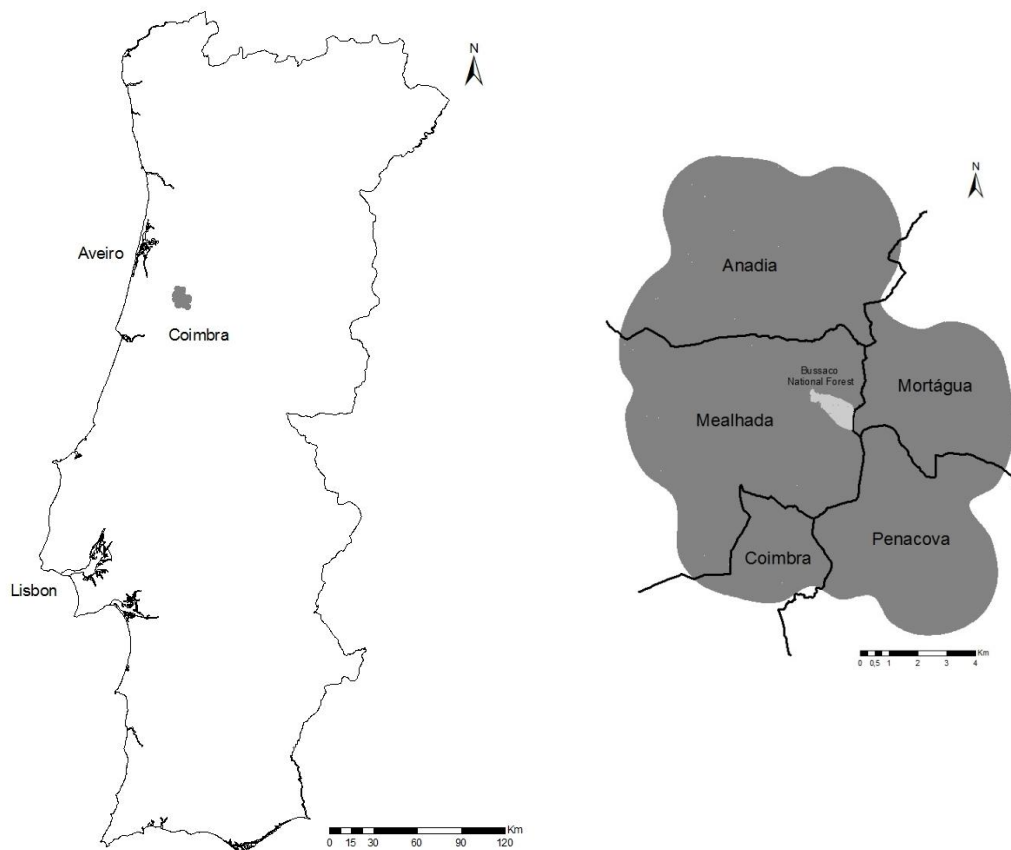 N
Aveiro
Coimbra
Lisbon
Km
0 15 30 60 90 120
N
Anadia
Bussaco
National Forest
Mortágua
Mealhada
Penacova
Coimbra
Km
0 0,5 1 2 3 4